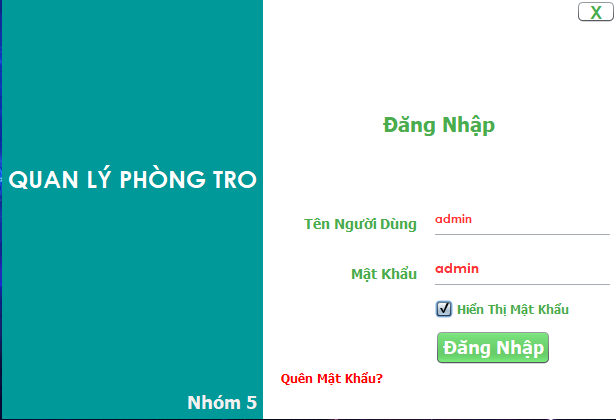 X
Đăng Nhập
QUAN LÝ PHÒNG TRO
Tên Người Dùng
admin
Mật Khẩu
admin
Hiển Thị Mật Khẩu
Đăng Nhập
Quên Mật Khẩu?
Nhóm 5